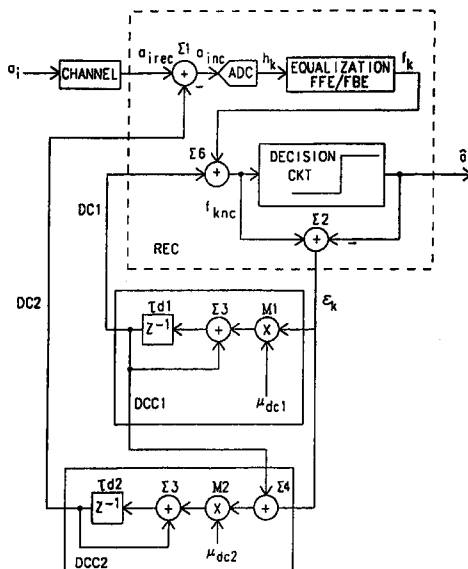 a_i
CHANNEL
a_irec
Σ1
a_inc
ADC
h_k
EQUALIZATION
FFE/FBE
f_k
Σ6
f_knc
DECISION
CKT
â
Σ2
REC
DC1
DC2
ε_k
τd1
Z⁻¹
Σ3
M1
X
μ_dc1
DCC1
τd2
Z⁻¹
Σ3
M2
X
Σ4
μ_dc2
DCC2